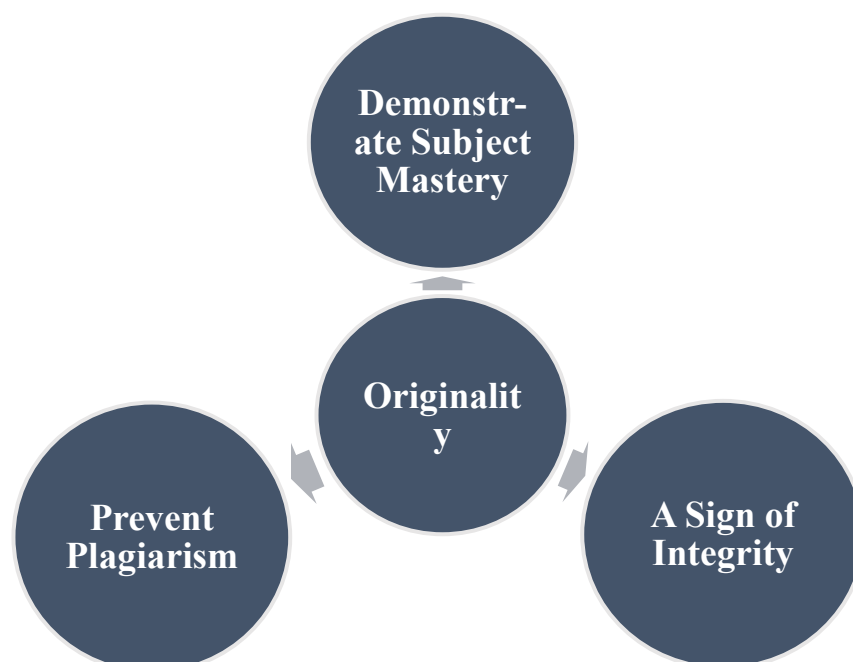 Demonstr-
ate Subject
Mastery
Originalit
y
Prevent
Plagiarism
A Sign of
Integrity